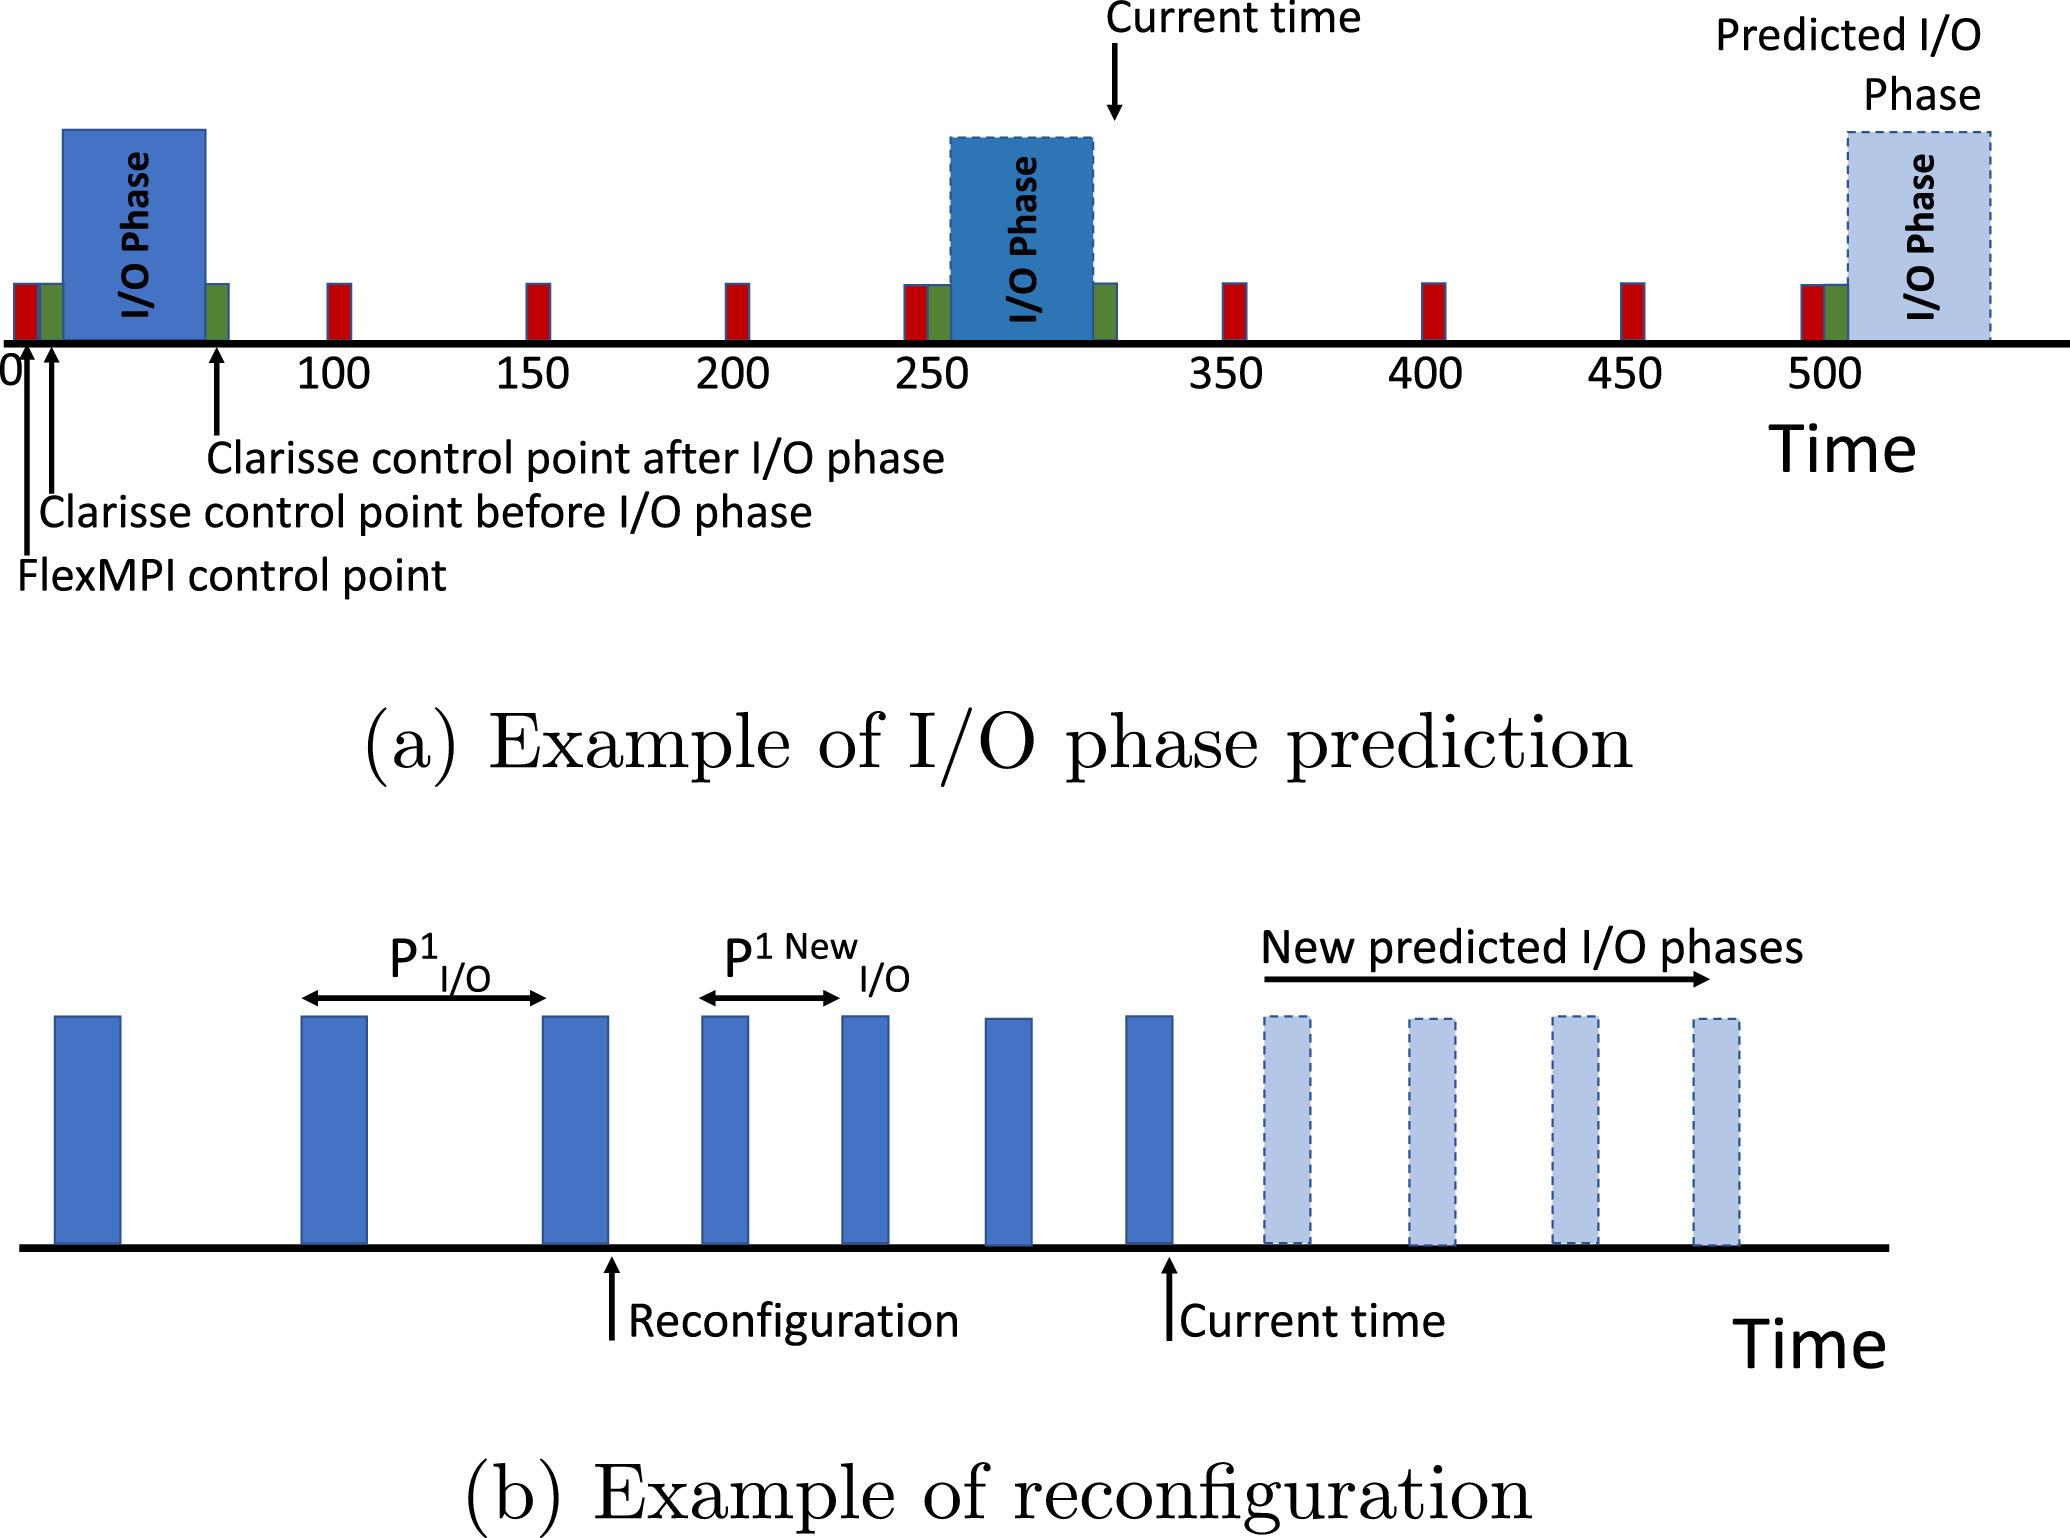 Current time
Predicted I/O
Phase
I/O Phase
I/O Phase
I/O Phase
0 100 150 200 250 350 400 450 500
Time
Clarisse control point after I/O phase
Clarisse control point before I/O phase
FlexMPI control point
(a) Example of I/O phase prediction
P1 I/O
P1 New I/O
New predicted I/O phases
Reconfiguration
Current time
Time
(b) Example of reconfiguration